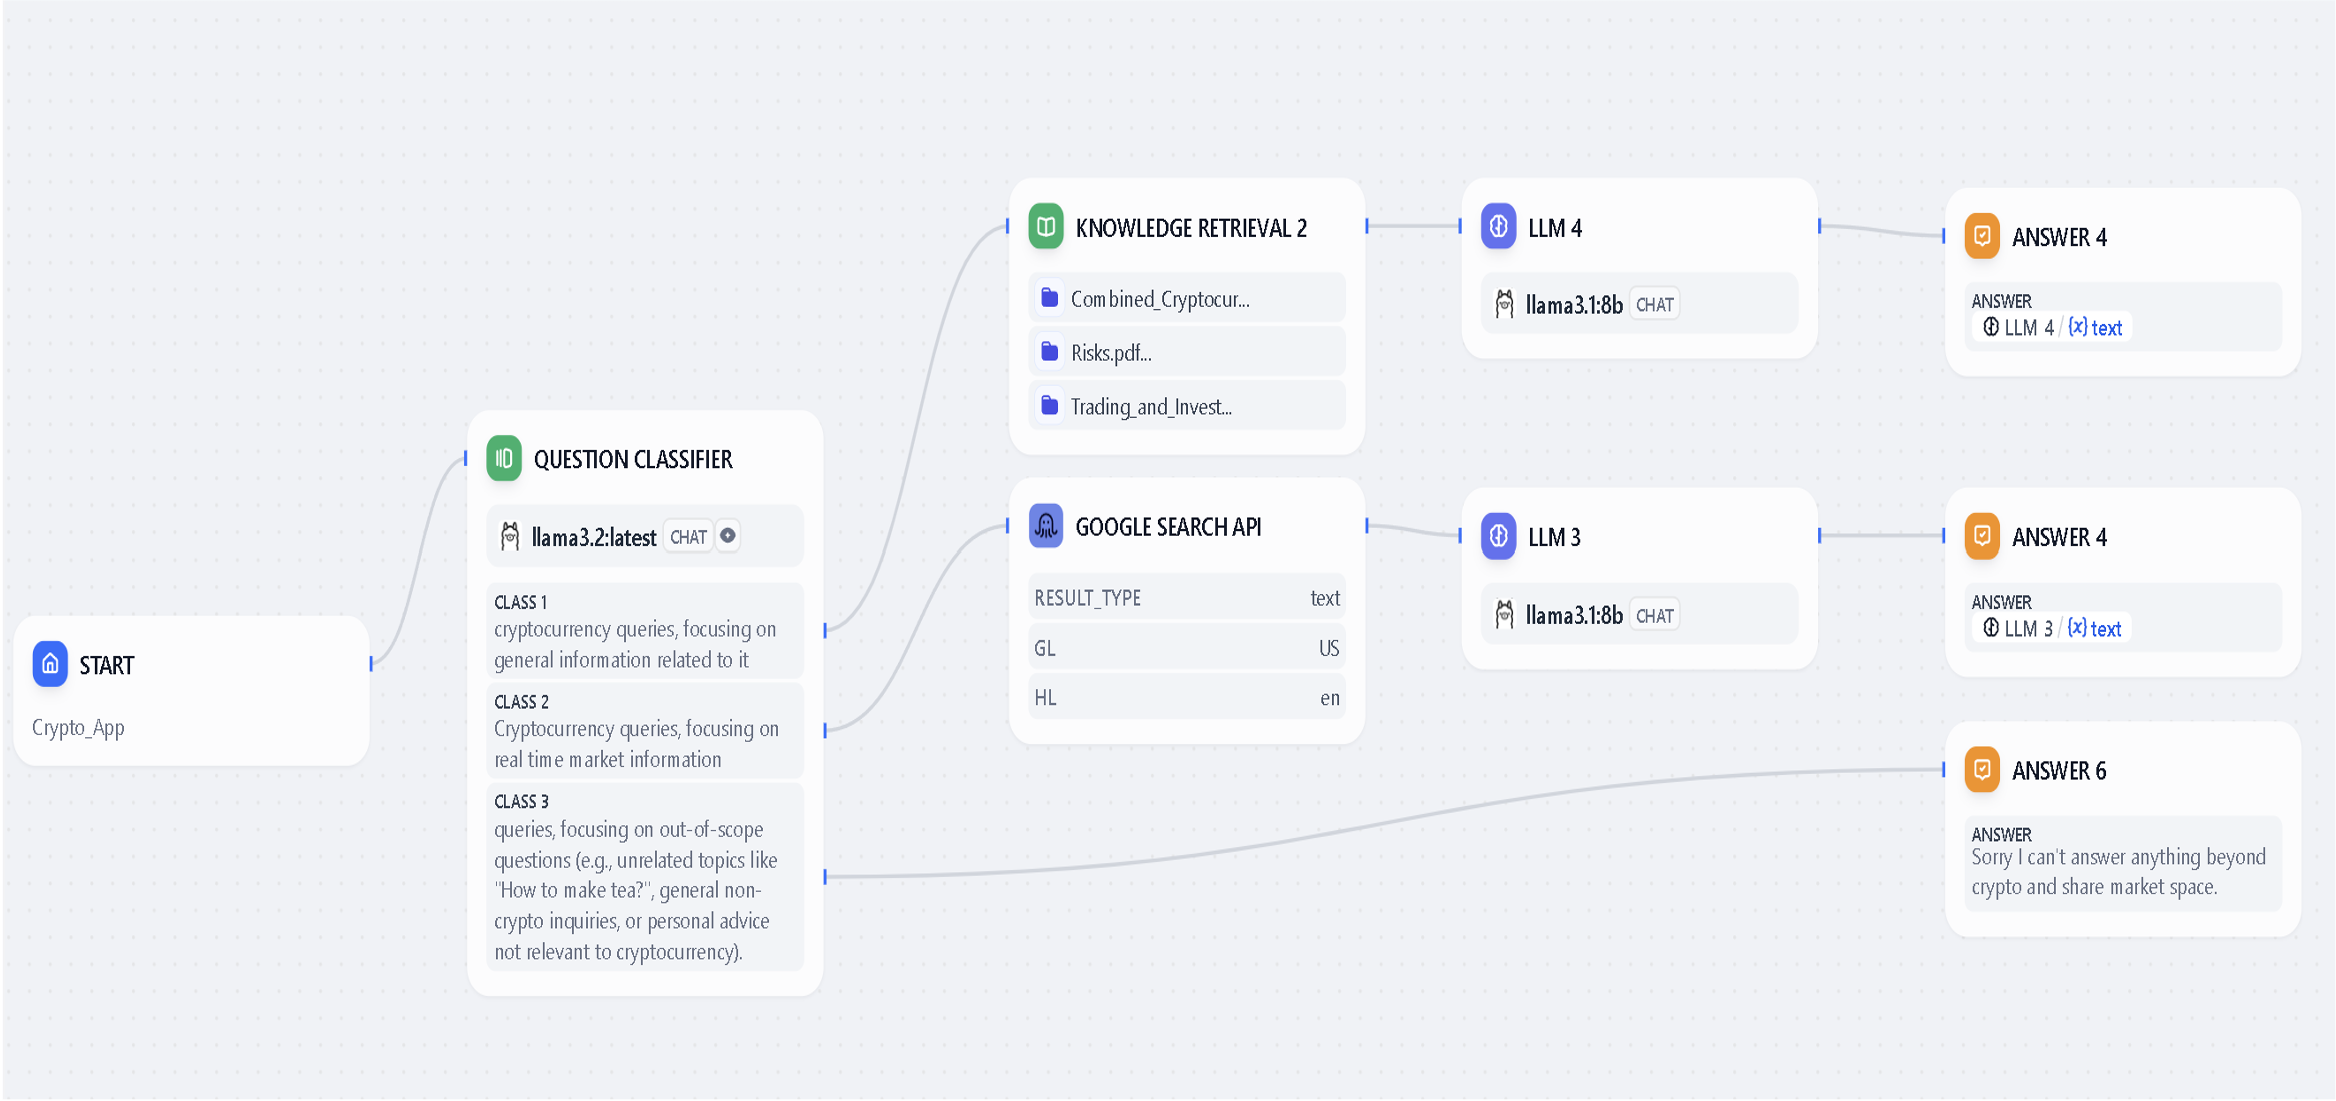 START
Crypto_App
QUESTION CLASSIFIER
llama3.2:latest CHAT
CLASS 1
cryptocurrency queries, focusing on
general information related to it
CLASS 2
Cryptocurrency queries, focusing on
real time market information
CLASS 3
queries, focusing on out-of-scope
questions (e.g., unrelated topics like
"How to make tea?", general non-
crypto inquiries, or personal advice
not relevant to cryptocurrency).
KNOWLEDGE RETRIEVAL 2
Combined_Cryptocur...
Risks.pdf...
Trading_and_Invest...
LLM 4
llama3.1:8b CHAT
ANSWER 4
ANSWER
LLM 4 / {x} text
GOOGLE SEARCH API
RESULT_TYPE text
GL US
HL en
LLM 3
llama3.1:8b CHAT
ANSWER 4
ANSWER
LLM 3 / {x} text
ANSWER 6
ANSWER
Sorry I can't answer anything beyond
crypto and share market space.